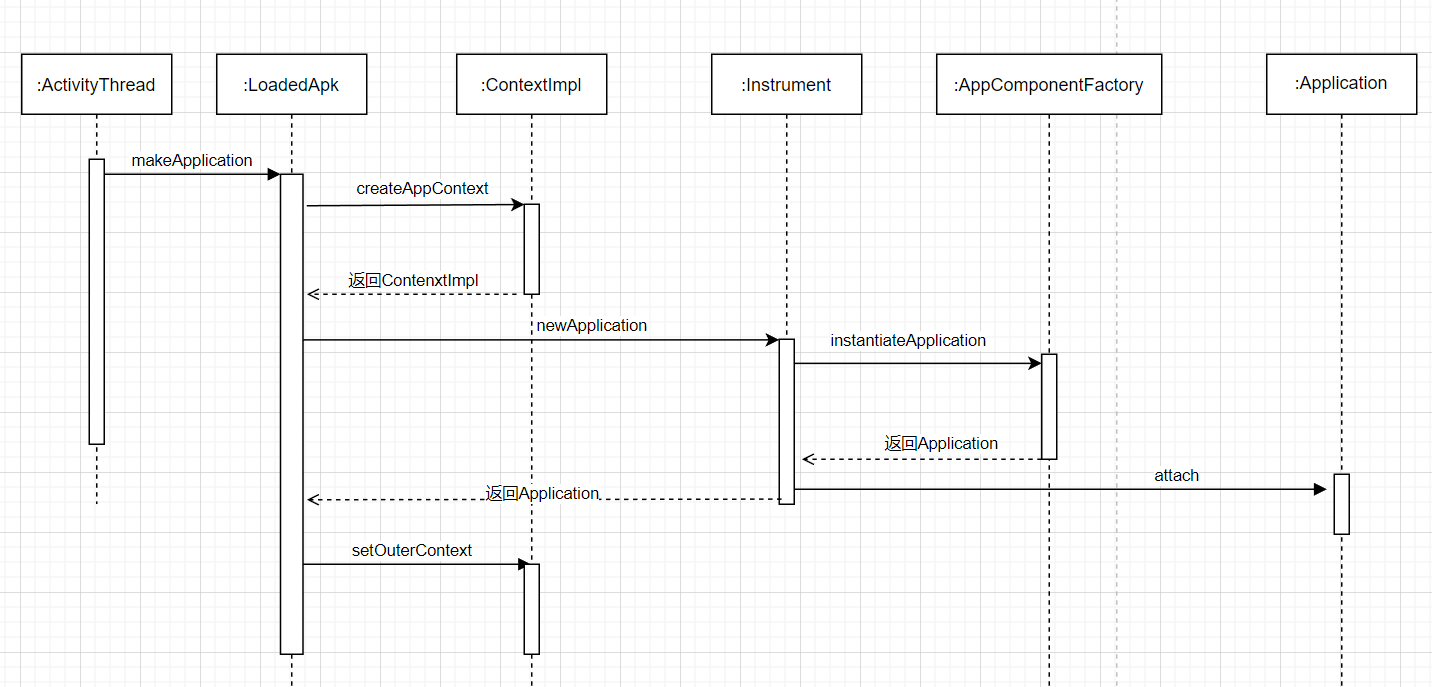 :ActivityThread
:LoadedApk
:ContextImpl
:Instrument
:AppComponentFactory
:Application
makeApplication
createAppContext
返回ContenxtImpl
newApplication
instantiateApplication
返回Application
attach
返回Application
setOuterContext